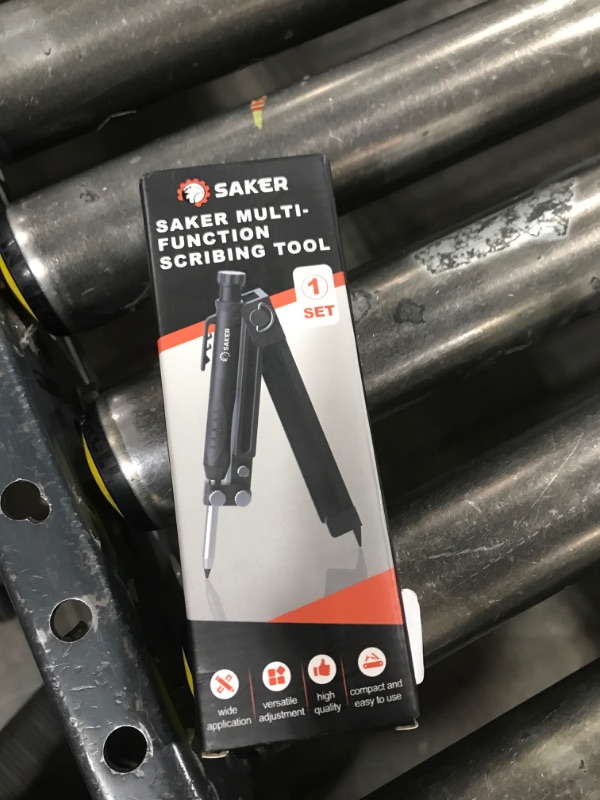 SAKER
SAKER MULTI-
FUNCTION
SCRIBING TOOL
1
SET
SAKER
wide
application
versatile
adjustment
high
quality
compact and
easy to use